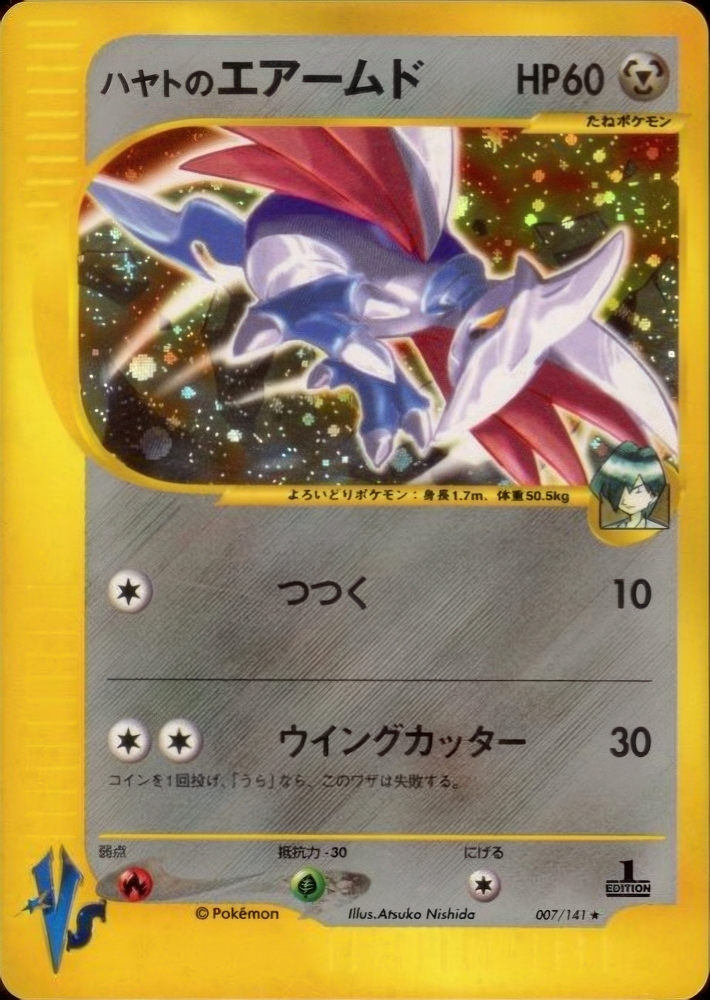 ハヤトのエアームド HP60
たねポケモン
よろいどりポケモン：身長1.7m、体重50.5kg
つつく 10
ウイングカッター 30
コインを1回投げ、「うら」なら、このワザは失敗する。
弱点 抵抗力 -30 にげる
1 EDITION
VS
© Pokémon Illus.Atsuko Nishida 007/141 ★